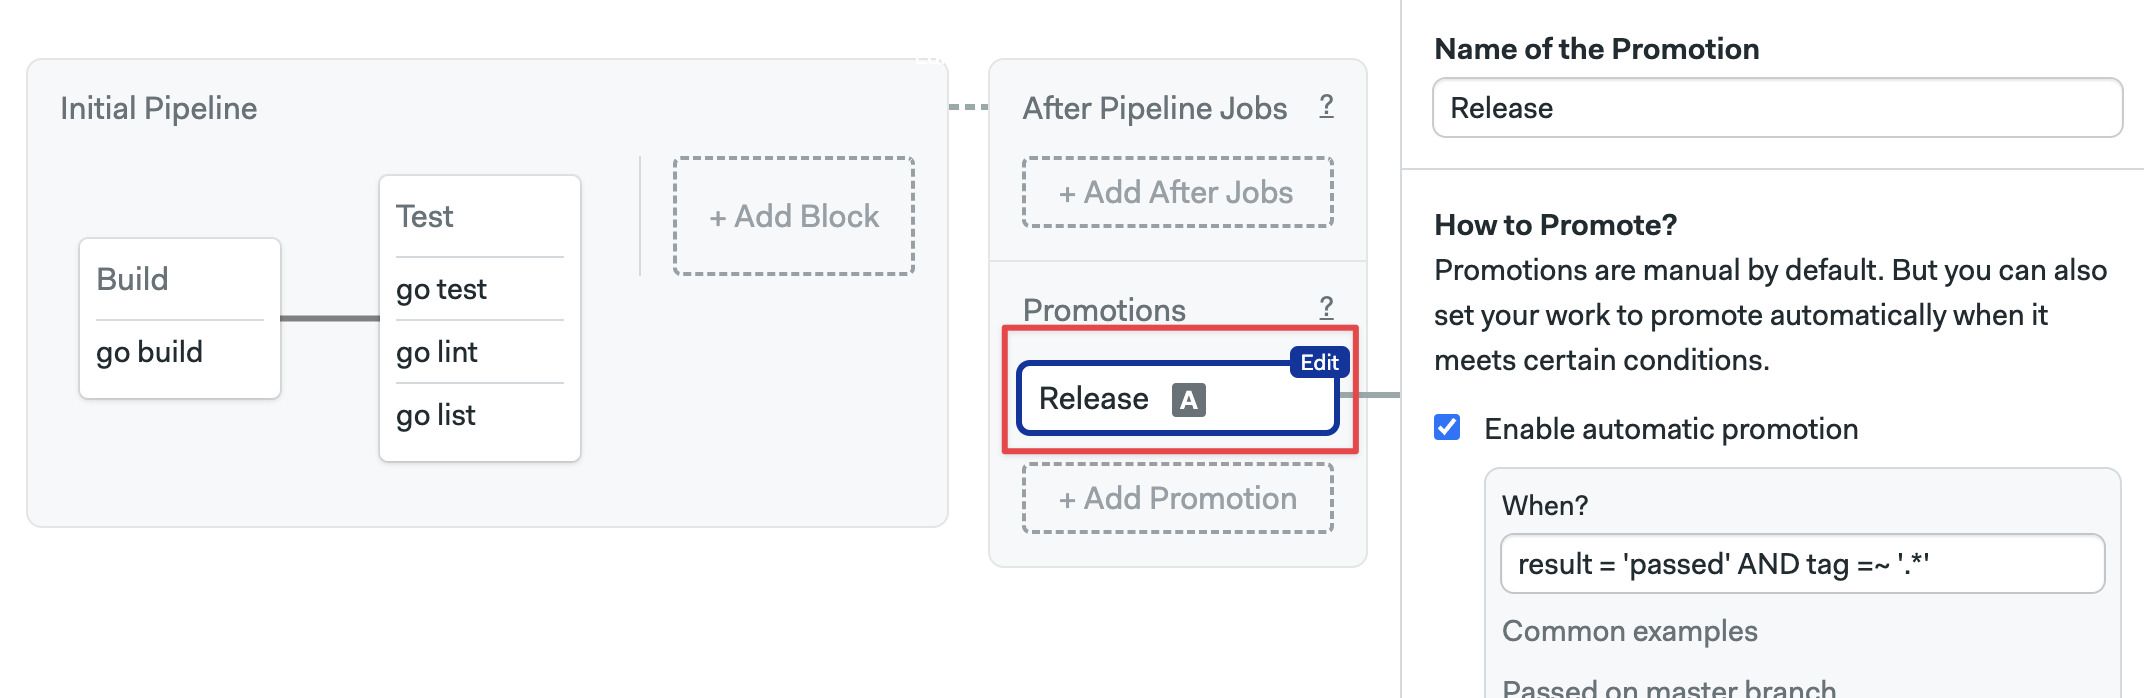 Initial Pipeline
Build
go build
Test
go test
go lint
go list
+ Add Block
After Pipeline Jobs ?
+ Add After Jobs
Promotions ?
Edit
Release A
+ Add Promotion
Name of the Promotion
Release
How to Promote?
Promotions are manual by default. But you can also
set your work to promote automatically when it
meets certain conditions.
Enable automatic promotion
When?
result = 'passed' AND tag =~ '.*'
Common examples
Passed on master branch